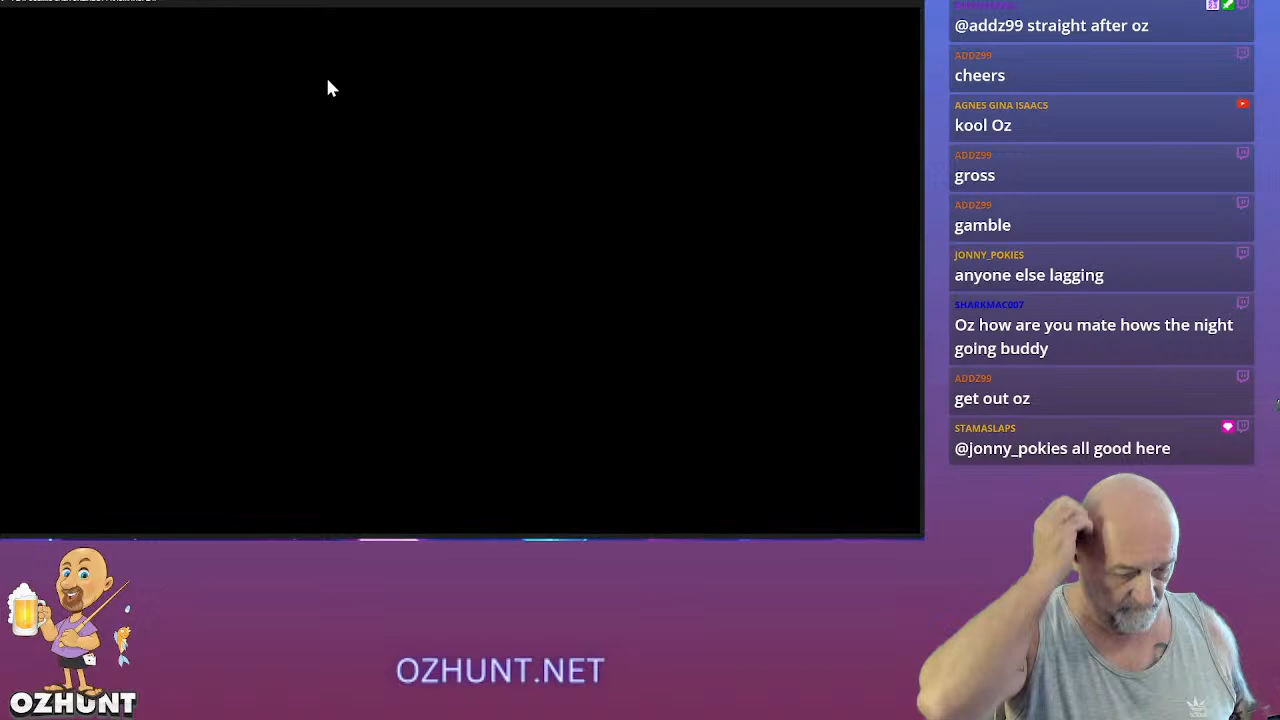 @addz99 straight after oz
ADDZ99
cheers
AGNES GINA ISAACS
kool Oz
ADDZ99
gross
ADDZ99
gamble
JONNY_POKIES
anyone else lagging
SHARKMAC007
Oz how are you mate hows the night
going buddy
ADDZ99
get out oz
STAMASLAPS
@jonny_pokies all good here
OZHUNT.NET
OZHUNT